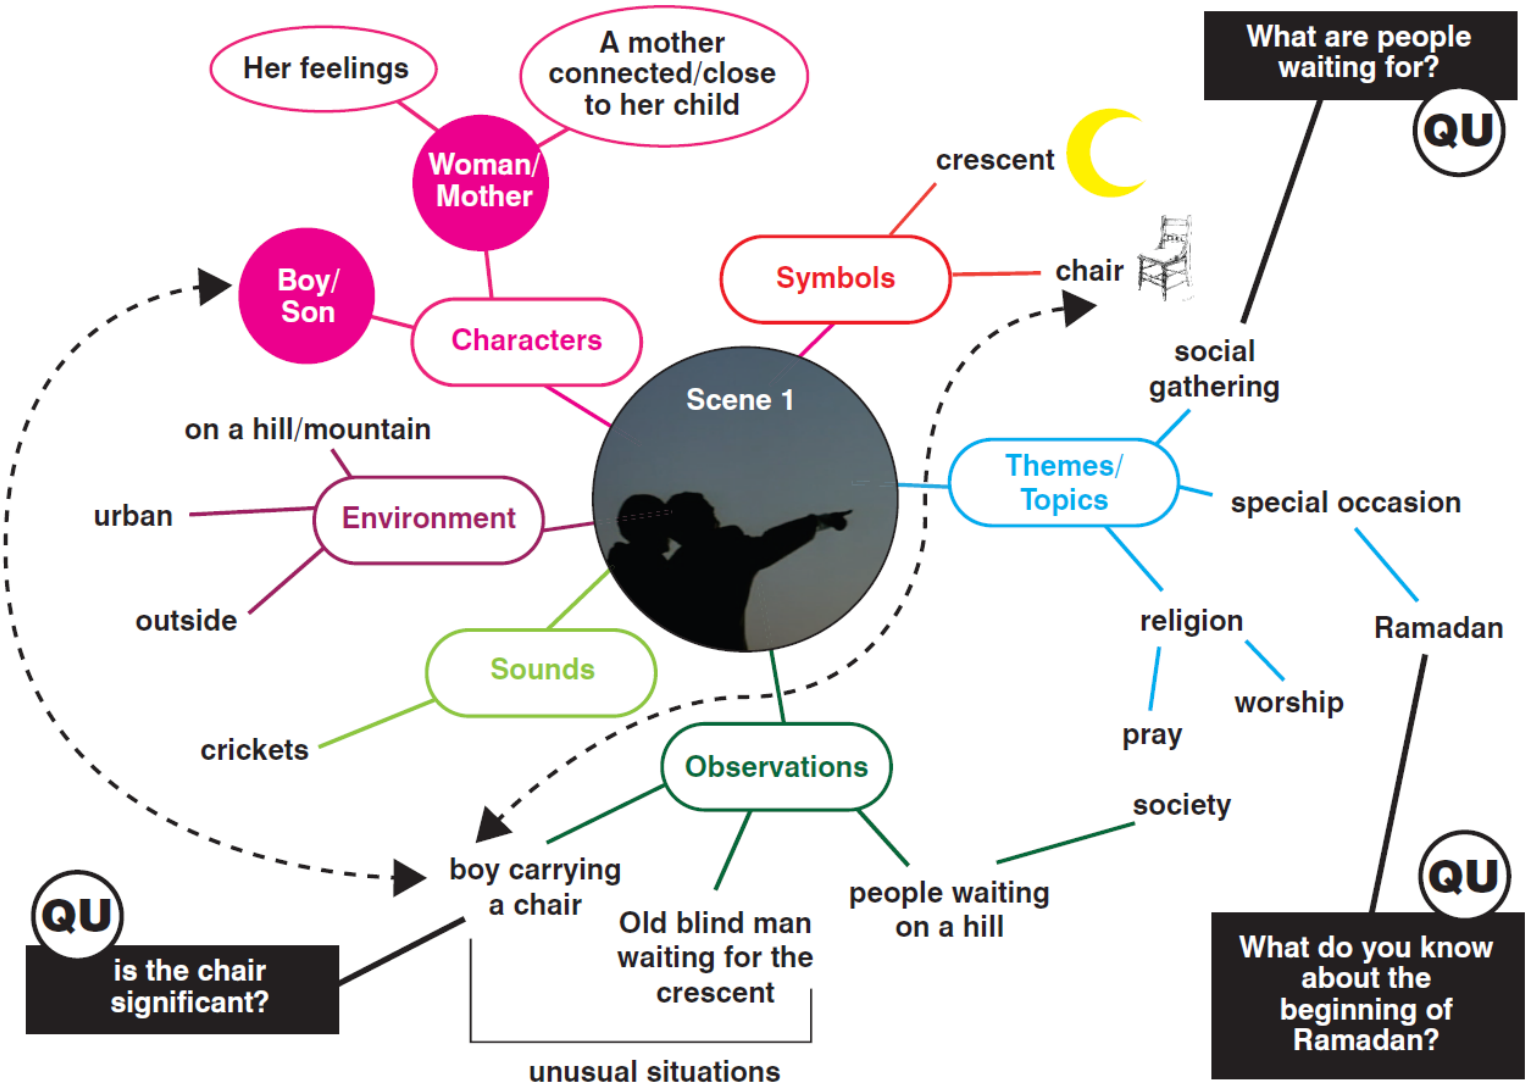 Her feelings
A mother
connected/close
to her child
What are people
waiting for?
QU
Woman/
Mother
crescent
Boy/
Son
Symbols
chair
Characters
social
gathering
Scene 1
on a hill/mountain
Themes/
Topics
special occasion
urban
Environment
outside
religion
Ramadan
Sounds
worship
pray
crickets
Observations
society
boy carrying
a chair
Old blind man
waiting for the
crescent
people waiting
on a hill
QU
is the chair
significant?
QU
What do you know
about the
beginning of
Ramadan?
unusual situations